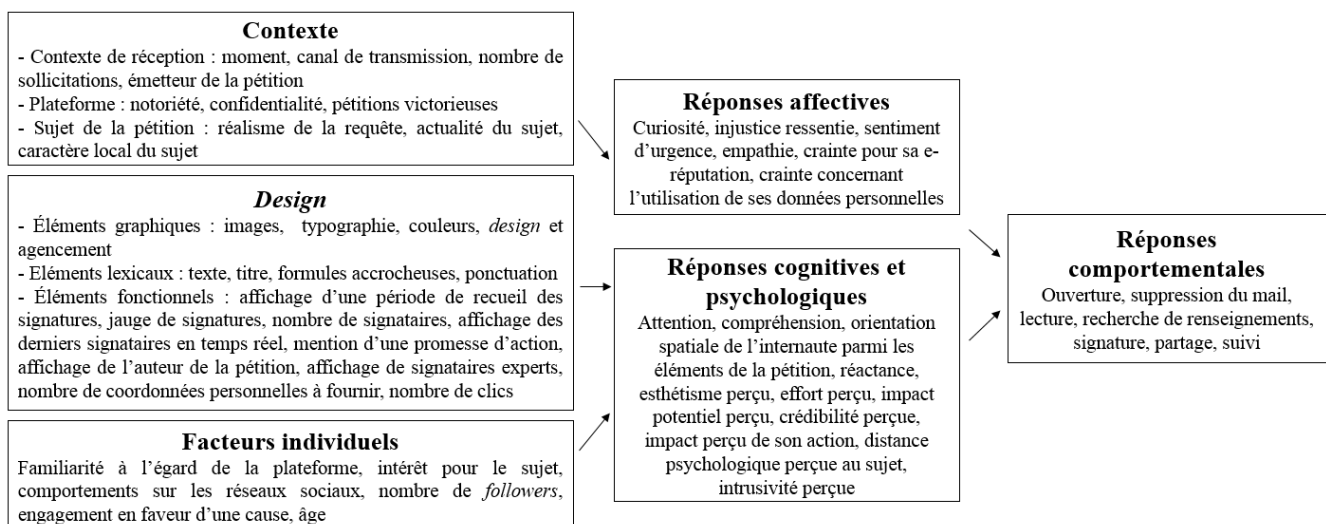 Contexte
- Contexte de réception : moment, canal de transmission, nombre de
sollicitations, émetteur de la pétition
- Plateforme : notoriété, confidentialité, pétitions victorieuses
- Sujet de la pétition : réalisme de la requête, actualité du sujet,
caractère local du sujet
Design
- Éléments graphiques : images, typographie, couleurs, design et
agencement
- Eléments lexicaux : texte, titre, formules accrocheuses, ponctuation
- Éléments fonctionnels : affichage d’une période de recueil des
signatures, jauge de signatures, nombre de signataires, affichage des
derniers signataires en temps réel, mention d’une promesse d’action,
affichage de l’auteur de la pétition, affichage de signataires experts,
nombre de coordonnées personnelles à fournir, nombre de clics
Facteurs individuels
Familiarité à l’égard de la plateforme, intérêt pour le sujet,
comportements sur les réseaux sociaux, nombre de followers,
engagement en faveur d’une cause, âge
Réponses affectives
Curiosité, injustice ressentie, sentiment
d’urgence, empathie, crainte pour sa e-
réputation, crainte concernant
l’utilisation de ses données personnelles
Réponses cognitives et
psychologiques
Attention, compréhension, orientation
spatiale de l’internaute parmi les
éléments de la pétition, réactance,
esthétisme perçu, effort perçu, impact
potentiel perçu, crédibilité perçue,
impact perçu de son action, distance
psychologique perçue au sujet,
intrusivité perçue
Réponses
comportementales
Ouverture, suppression du mail,
lecture, recherche de renseignements,
signature, partage, suivi